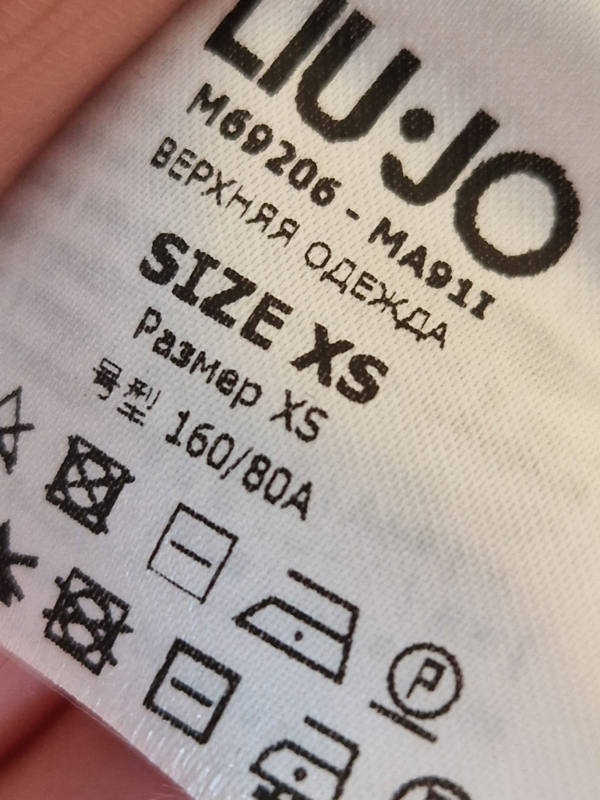 LIU·JO
M69206 - MA91I
ВЕРХНЯЯ ОДЕЖДА
SIZE XS
Размер XS
号型 160/80A
P